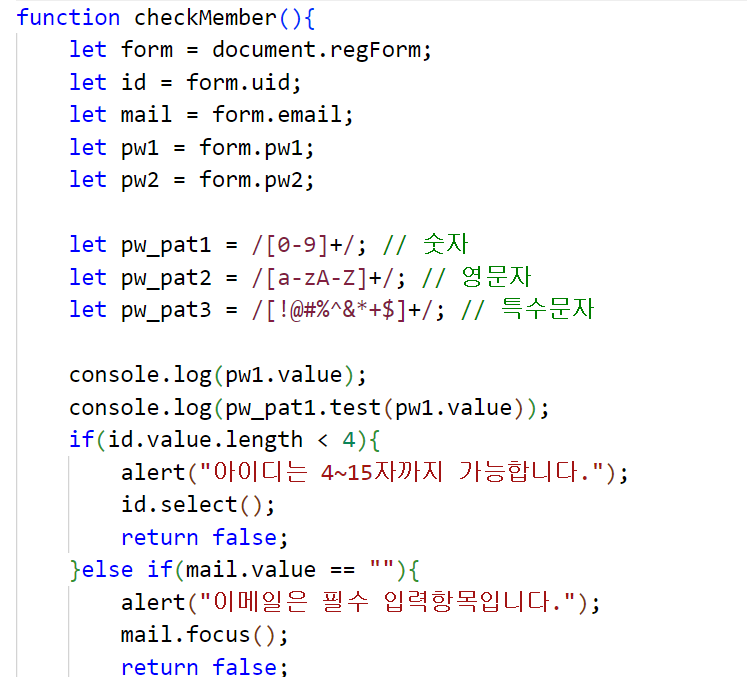 function checkMember(){
let form = document.regForm;
let id = form.uid;
let mail = form.email;
let pw1 = form.pw1;
let pw2 = form.pw2;
let pw_pat1 = /[0-9]+/; // 숫자
let pw_pat2 = /[a-zA-Z]+/; // 영문자
let pw_pat3 = /[!@#%^&*+$]+/; // 특수문자
console.log(pw1.value);
console.log(pw_pat1.test(pw1.value));
if(id.value.length < 4){
alert("아이디는 4~15자까지 가능합니다.");
id.select();
return false;
}else if(mail.value == ""){
alert("이메일은 필수 입력항목입니다.");
mail.focus();
return false;